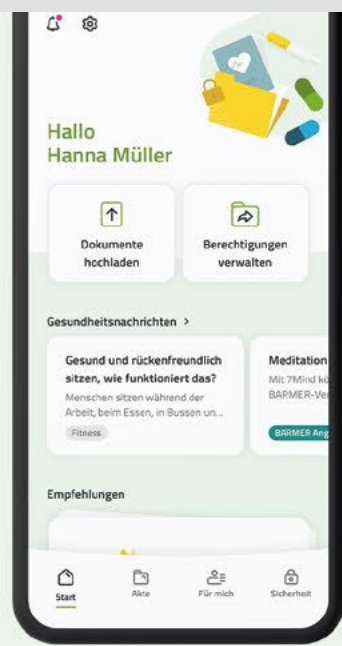 Hallo
Hanna Müller
Dokumente
hochladen
Berechtigungen
verwalten
Gesundheitsnachrichten >
Gesund und rückenfreundlich
sitzen, wie funktioniert das?
Menschen sitzen während der
Arbeit, beim Essen, in Bussen un...
Fitness
Meditation
Mit 7Mind kö
BARMER-Ver
BARMER Ang
Empfehlungen
Start
Akte
Für mich
Sicherheit